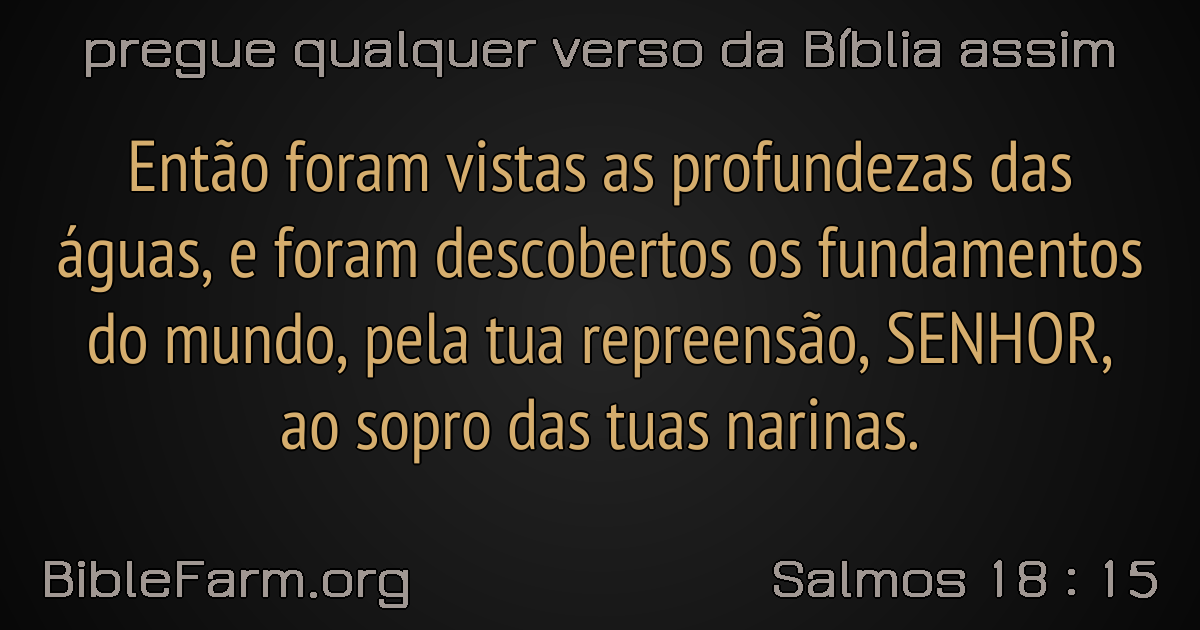 pregue qualquer verso da Bíblia assim
Então foram vistas as profundezas das
águas, e foram descobertos os fundamentos
do mundo, pela tua repreensão, SENHOR,
ao sopro das tuas narinas.
BibleFarm.org
Salmos 18 : 15